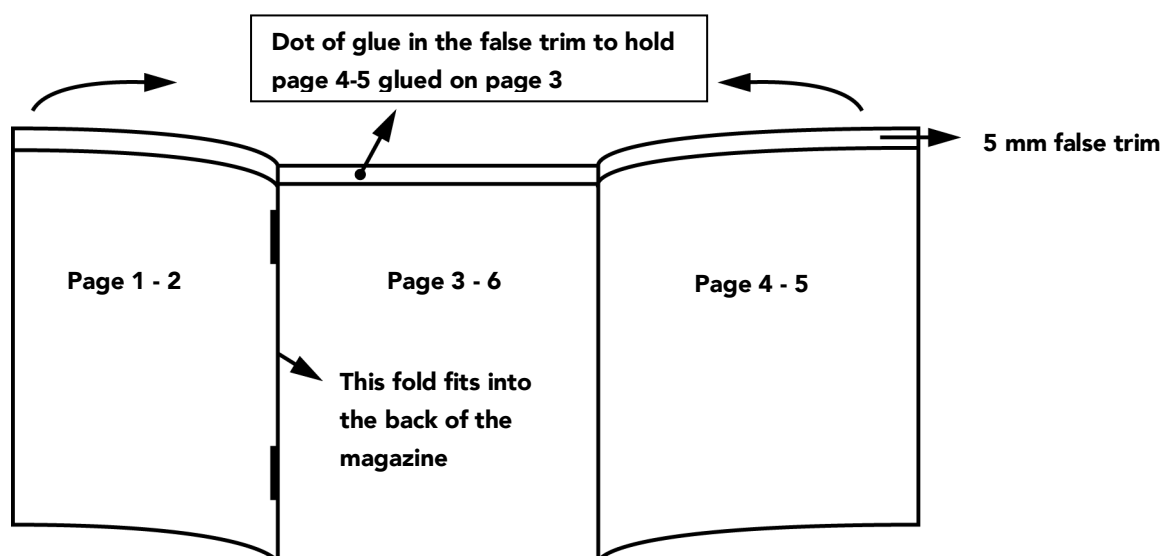 Dot of glue in the false trim to hold
page 4-5 glued on page 3
5 mm false trim
Page 1 - 2
Page 3 - 6
Page 4 - 5
This fold fits into
the back of the
magazine